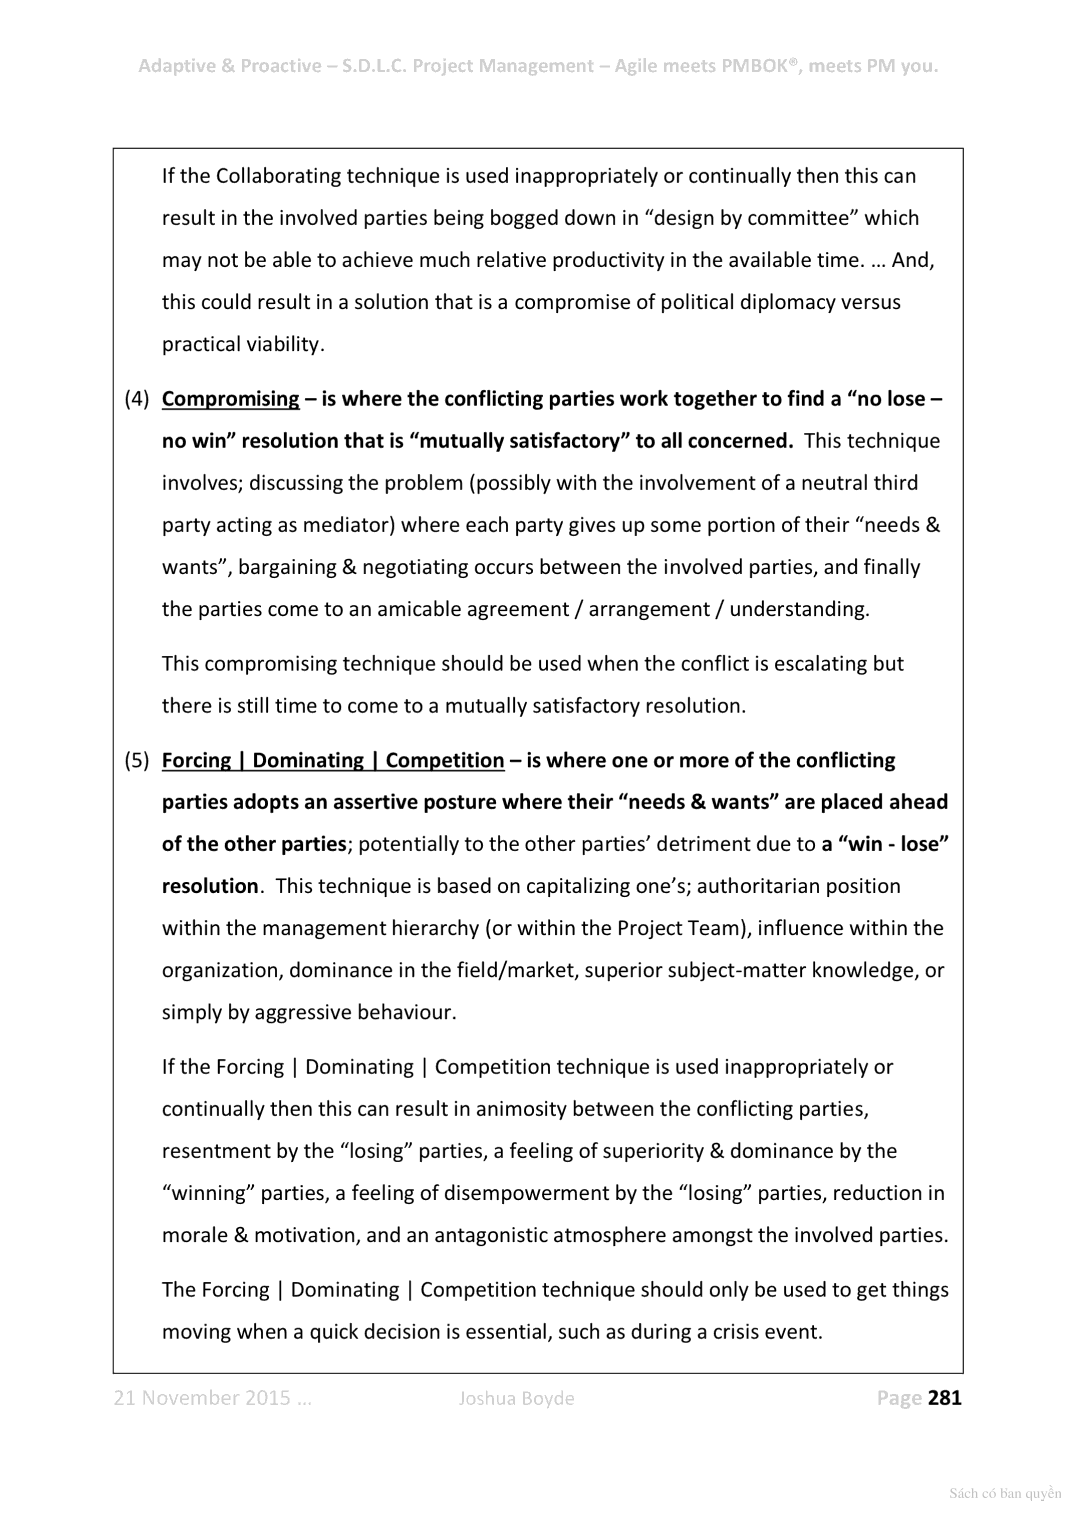 Adaptive & Proactive – S.D.L.C. Project Management – Agile meets PMBOK®, meets PM you.
If the Collaborating technique is used inappropriately or continually then this can
result in the involved parties being bogged down in “design by committee” which
may not be able to achieve much relative productivity in the available time. … And,
this could result in a solution that is a compromise of political diplomacy versus
practical viability.
(4) Compromising – is where the conflicting parties work together to find a “no lose –
no win” resolution that is “mutually satisfactory” to all concerned. This technique
involves; discussing the problem (possibly with the involvement of a neutral third
party acting as mediator) where each party gives up some portion of their “needs &
wants”, bargaining & negotiating occurs between the involved parties, and finally
the parties come to an amicable agreement / arrangement / understanding.
This compromising technique should be used when the conflict is escalating but
there is still time to come to a mutually satisfactory resolution.
(5) Forcing | Dominating | Competition – is where one or more of the conflicting
parties adopts an assertive posture where their “needs & wants” are placed ahead
of the other parties; potentially to the other parties’ detriment due to a “win - lose”
resolution. This technique is based on capitalizing one’s; authoritarian position
within the management hierarchy (or within the Project Team), influence within the
organization, dominance in the field/market, superior subject-matter knowledge, or
simply by aggressive behaviour.
If the Forcing | Dominating | Competition technique is used inappropriately or
continually then this can result in animosity between the conflicting parties,
resentment by the “losing” parties, a feeling of superiority & dominance by the
“winning” parties, a feeling of disempowerment by the “losing” parties, reduction in
morale & motivation, and an antagonistic atmosphere amongst the involved parties.
The Forcing | Dominating | Competition technique should only be used to get things
moving when a quick decision is essential, such as during a crisis event.
21 November 2015 … Joshua Boyde Page 281
Sách có bản quyền